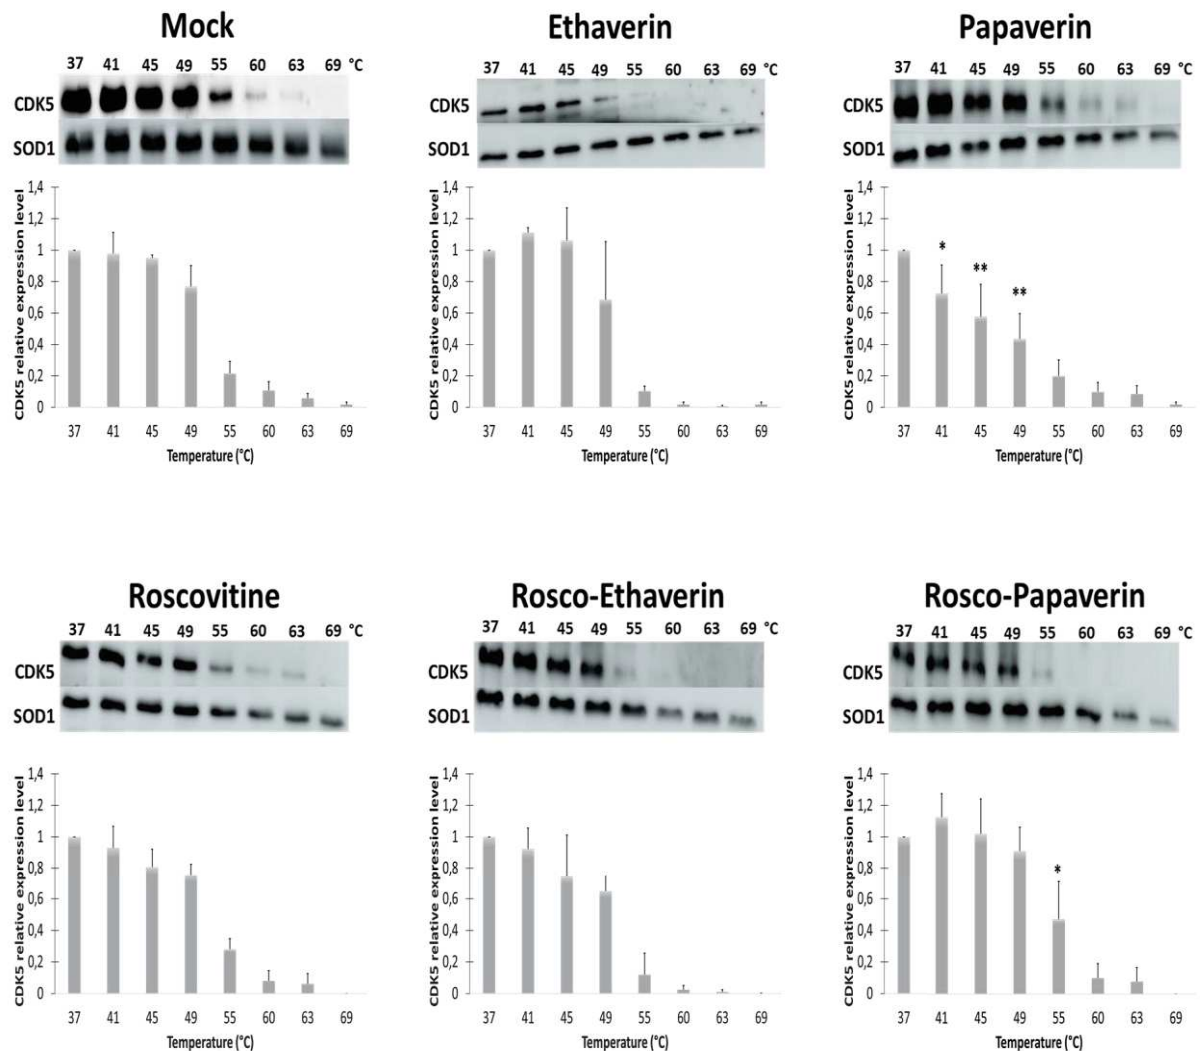 Mock
37 41 45 49 55 60 63 69 °C
CDK5
SOD1
CDK5 relative expression level
1,4
1,2
1
0,8
0,6
0,4
0,2
0
37 41 45 49 55 60 63 69
Temperature (°C)
Ethaverin
37 41 45 49 55 60 63 69 °C
CDK5
SOD1
CDK5 relative expression level
1,4
1,2
1
0,8
0,6
0,4
0,2
0
37 41 45 49 55 60 63 69
Temperature (°C)
Papaverin
37 41 45 49 55 60 63 69 °C
CDK5
SOD1
CDK5 relative expression level
1,4
1,2
1
0,8
0,6
0,4
0,2
0
* ** **
37 41 45 49 55 60 63 69
Temperature (°C)
Roscovitine
37 41 45 49 55 60 63 69 °C
CDK5
SOD1
CDK5 relative expression level
1,4
1,2
1
0,8
0,6
0,4
0,2
0
37 41 45 49 55 60 63 69
Temperature (°C)
Rosco-Ethaverin
37 41 45 49 55 60 63 69 °C
CDK5
SOD1
CDK5 relative expression level
1,4
1,2
1
0,8
0,6
0,4
0,2
0
37 41 45 49 55 60 63 69
Temperature (°C)
Rosco-Papaverin
37 41 45 49 55 60 63 69 °C
CDK5
SOD1
CDK5 relative expression level
1,4
1,2
1
0,8
0,6
0,4
0,2
0
*
37 41 45 49 55 60 63 69
Temperature (°C)